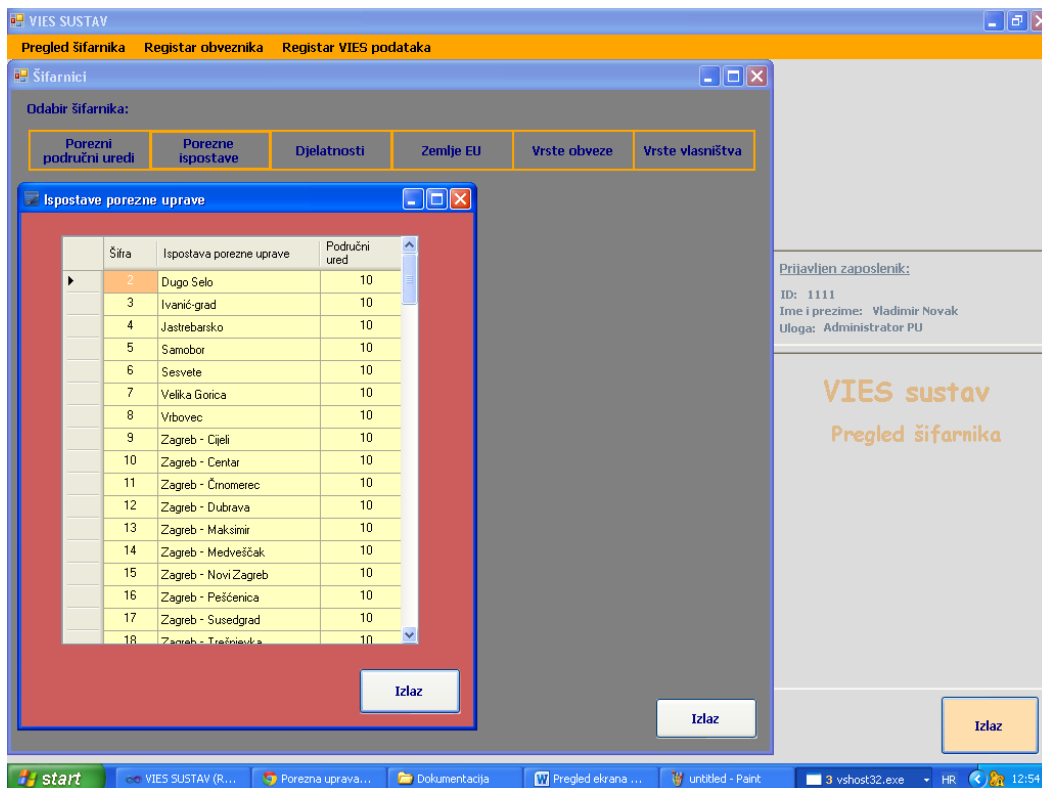 VIES SUSTAV
Pregled šifarnika Registar obveznika Registar VIES podataka
Šifarnici
Odabir šifarnika:
Porezni područni uredi
Porezne ispostave
Djelatnosti
Zemlje EU
Vrste obveze
Vrste vlasništva
Ispostave porezne uprave
Šifra Ispostava porezne uprave Područni ured
2 Dugo Selo 10
3 Ivanić-grad 10
4 Jastrebarsko 10
5 Samobor 10
6 Sesvete 10
7 Velika Gorica 10
8 Vrbovec 10
9 Zagreb - Cijeli 10
10 Zagreb - Centar 10
11 Zagreb - Črnomerec 10
12 Zagreb - Dubrava 10
13 Zagreb - Maksimir 10
14 Zagreb - Medveščak 10
15 Zagreb - Novi Zagreb 10
16 Zagreb - Pešćenica 10
17 Zagreb - Susedgrad 10
18 Zagreb - Trešnjevka 10
Izlaz
Izlaz
Prijavljen zaposlenik:
ID: 1111
Ime i prezime: Vladimir Novak
Uloga: Administrator PU
VIES sustav
Pregled šifarnika
Izlaz
start
VIES SUSTAV (R...
Porezna uprava...
Dokumentacija
Pregled ekrana ...
untitled - Paint
3 vshost32.exe
HR
12:54